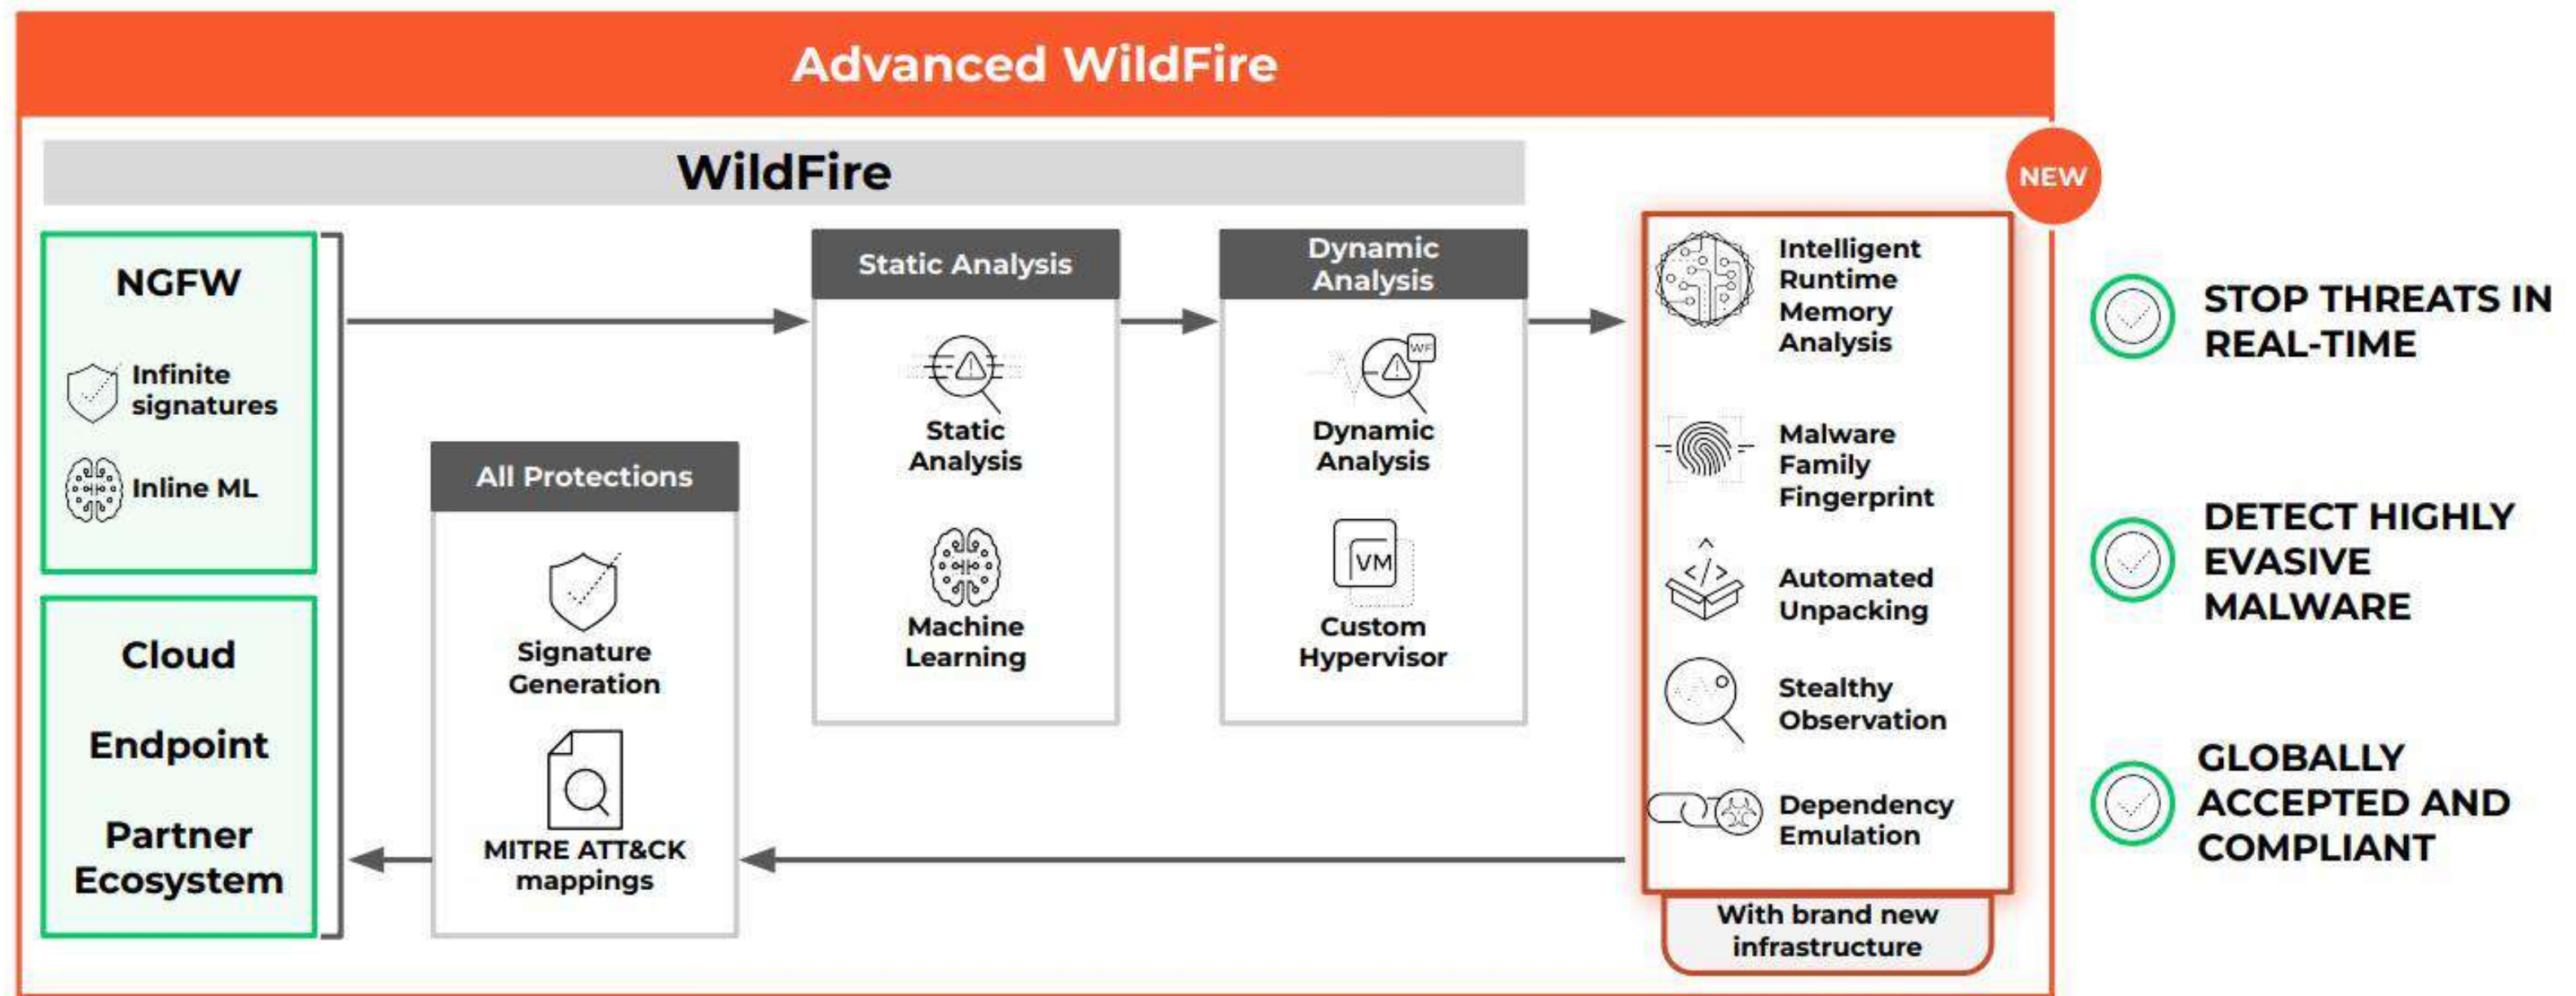 Advanced WildFire
WildFire
NEW
NGFW
Infinite
signatures
Inline ML
Cloud
Endpoint
Partner
Ecosystem
All Protections
Signature
Generation
MITRE ATT&CK
mappings
Static Analysis
Static
Analysis
Machine
Learning
Dynamic
Analysis
WF
Dynamic
Analysis
VM
Custom
Hypervisor
Intelligent
Runtime
Memory
Analysis
Malware
Family
Fingerprint
Automated
Unpacking
Stealthy
Observation
Dependency
Emulation
With brand new
infrastructure
STOP THREATS IN
REAL-TIME
DETECT HIGHLY
EVASIVE
MALWARE
GLOBALLY
ACCEPTED AND
COMPLIANT